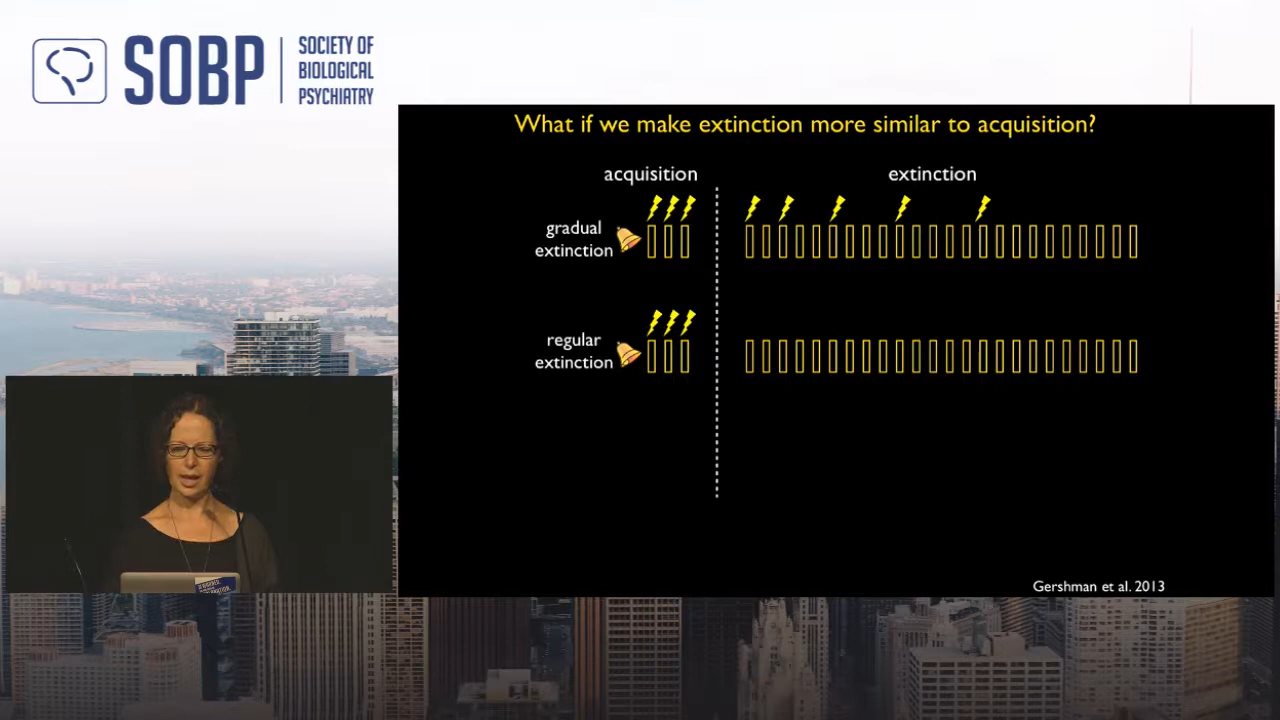 SOBP
SOCIETY OF
BIOLOGICAL
PSYCHIATRY
What if we make extinction more similar to acquisition?
acquisition
extinction
gradual
extinction
regular
extinction
Gershman et al. 2013